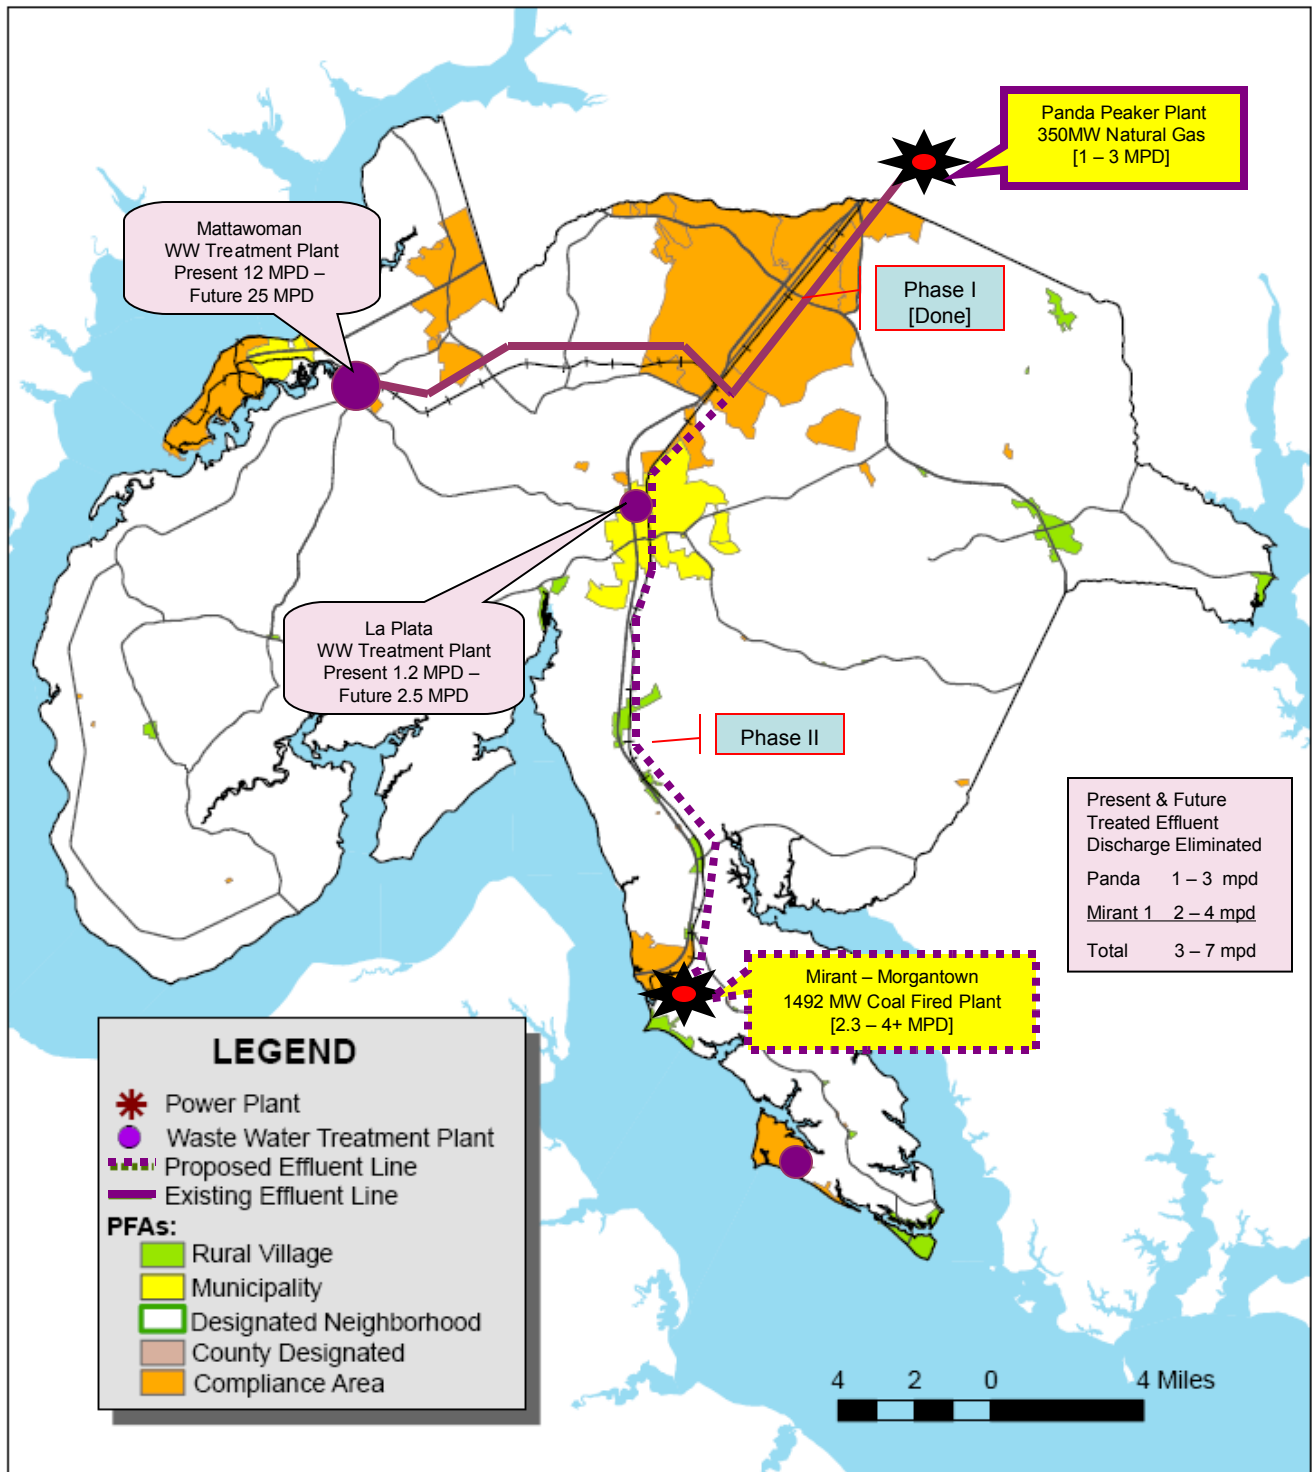 Panda Peaker Plant
350MW Natural Gas
[1 – 3 MPD]
Mattawoman
WW Treatment Plant
Present 12 MPD –
Future 25 MPD
Phase I
[Done]
La Plata
WW Treatment Plant
Present 1.2 MPD –
Future 2.5 MPD
Phase II
Present & Future
Treated Effluent
Discharge Eliminated
Panda 1 – 3 mpd
Mirant 1 2 – 4 mpd
Total 3 – 7 mpd
Mirant – Morgantown
1492 MW Coal Fired Plant
[2.3 – 4+ MPD]
LEGEND
Power Plant
Waste Water Treatment Plant
Proposed Effluent Line
Existing Effluent Line
PFAs:
Rural Village
Municipality
Designated Neighborhood
County Designated
Compliance Area
4 2 0 4 Miles